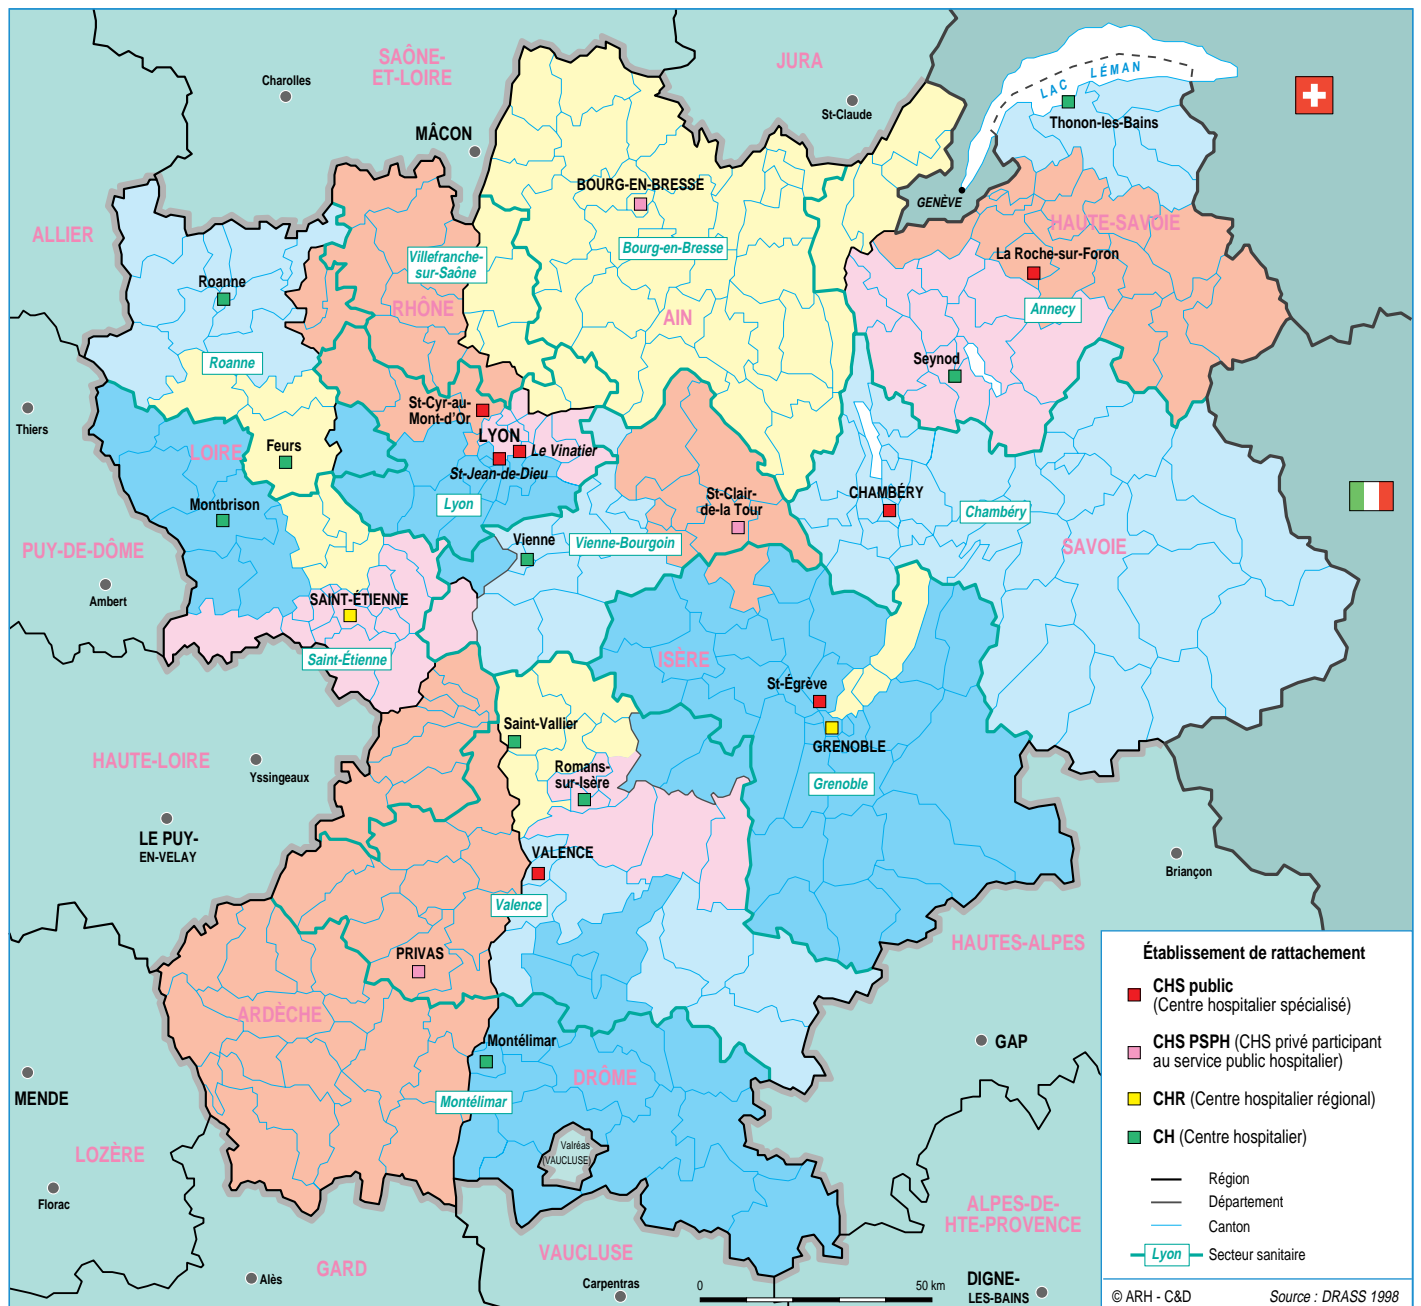 SAÔNE-
ET-LOIRE
JURA
Charolles
St-Claude
MÂCON
LAC LÉMAN
Thonon-les-Bains
GENÈVE
BOURG-EN-BRESSE
HAUTE-SAVOIE
ALLIER
Villefranche-
sur-Saône
Bourg-en-Bresse
La Roche-sur-Foron
Roanne
RHÔNE
AIN
Annecy
Roanne
Seynod
St-Cyr-au-
Mont-d'Or
Thiers
LYON
Le Vinatier
LOIRE
Feurs
St-Jean-de-Dieu
Montbrison
Lyon
St-Clair-
de-la Tour
CHAMBÉRY
Chambéry
PUY-DE-DÔME
Vienne
Vienne-Bourgoin
SAVOIE
Ambert
SAINT-ÉTIENNE
Saint-Étienne
ISÈRE
St-Égrève
Saint-Vallier
GRENOBLE
HAUTE-LOIRE
Yssingeaux
Romans-
sur-Isère
Grenoble
LE PUY-
EN-VELAY
VALENCE
Briançon
Valence
PRIVAS
HAUTES-ALPES
ARDÈCHE
Montélimar
GAP
MENDE
DRÔME
Montélimar
LOZÈRE
Valréas
(VAUCLUSE)
Florac
ALPES-DE-
HTE-PROVENCE
VAUCLUSE
GARD
Alès
Carpentras
DIGNE-
LES-BAINS
0 50 km
Établissement de rattachement
CHS public
(Centre hospitalier spécialisé)
CHS PSPH (CHS privé participant
au service public hospitalier)
CHR (Centre hospitalier régional)
CH (Centre hospitalier)
Région
Département
Canton
Lyon Secteur sanitaire
© ARH - C&D Source : DRASS 1998